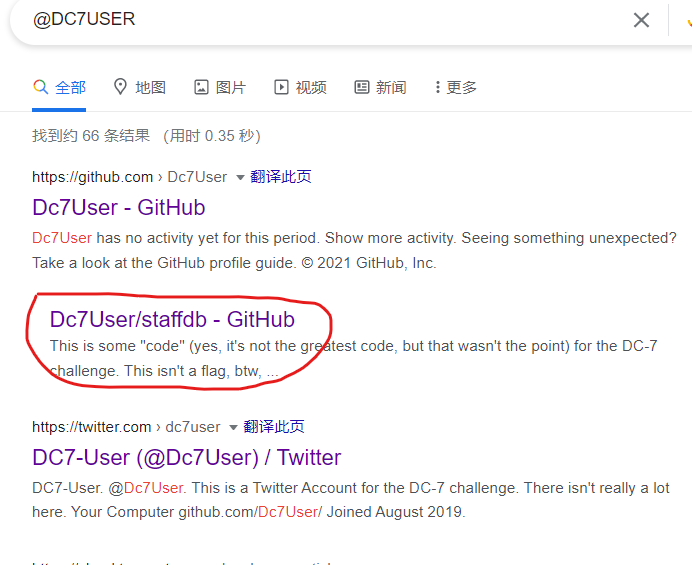 @DC7USER
全部 地图 图片 视频 新闻 更多
找到约 66 条结果 （用时 0.35 秒）
https://github.com › Dc7User 翻译此页
Dc7User - GitHub
Dc7User has no activity yet for this period. Show more activity. Seeing something unexpected?
Take a look at the GitHub profile guide. © 2021 GitHub, Inc.
Dc7User/staffdb - GitHub
This is some "code" (yes, it's not the greatest code, but that wasn't the point) for the DC-7
challenge. This isn't a flag, btw, ...
https://twitter.com › dc7user 翻译此页
DC7-User (@Dc7User) / Twitter
DC7-User. @Dc7User. This is a Twitter Account for the DC-7 challenge. There isn't really a lot
here. Your Computer github.com/Dc7User/ Joined August 2019.